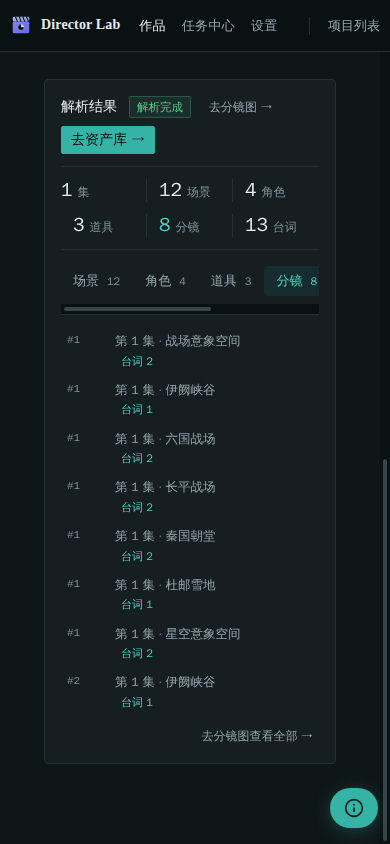 Director Lab 作品 任务中心 设置 项目列表
解析结果 解析完成 去分镜图 →
去资产库 →
1 集 12 场景 4 角色
3 道具 8 分镜 13 台词
场景 12 角色 4 道具 3 分镜 8
#1 第 1 集 · 战场意象空间
台词 2
#1 第 1 集 · 伊阙峡谷
台词 1
#1 第 1 集 · 六国战场
台词 2
#1 第 1 集 · 长平战场
台词 2
#1 第 1 集 · 秦国朝堂
台词 2
#1 第 1 集 · 杜邮雪地
台词 1
#1 第 1 集 · 星空意象空间
台词 2
#2 第 1 集 · 伊阙峡谷
台词 1
去分镜图查看全部 →